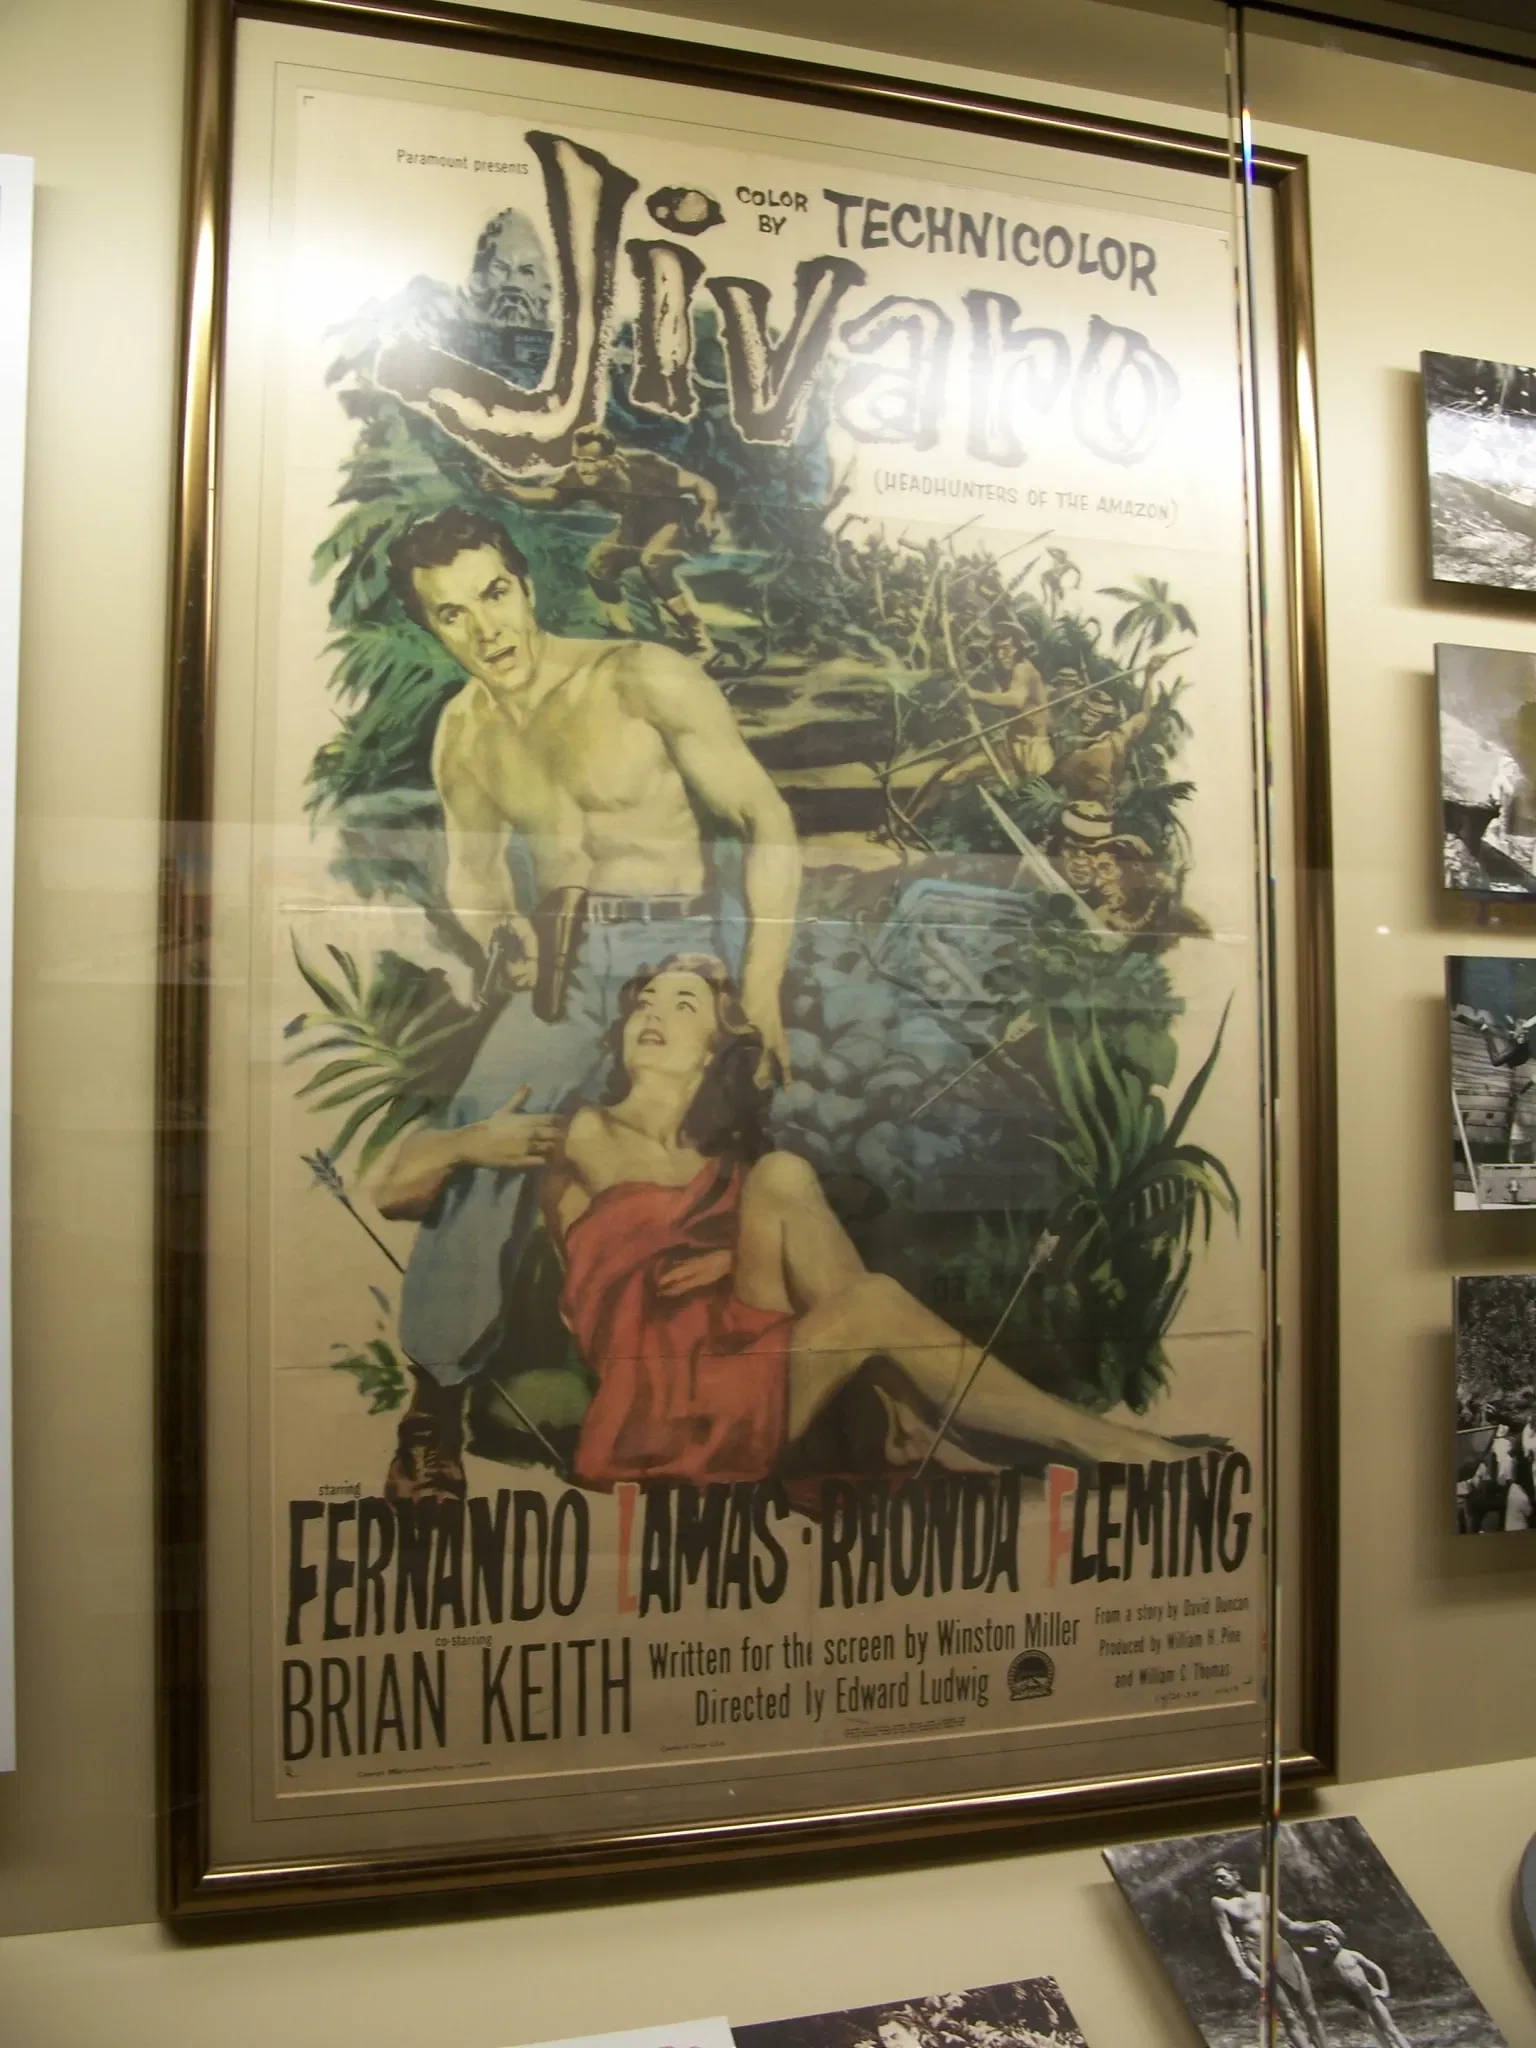 Paramount presents
Jivaro
COLOR
BY
TECHNICOLOR
(HEADHUNTERS OF THE AMAZON)
starring
FERNANDO LAMAS · RHONDA FLEMING
co-starring
BRIAN KEITH
Written for the screen by Winston Miller
Directed by Edward Ludwig
From a story by David Duncan
Produced by William H. Pine
and William C. Thomas